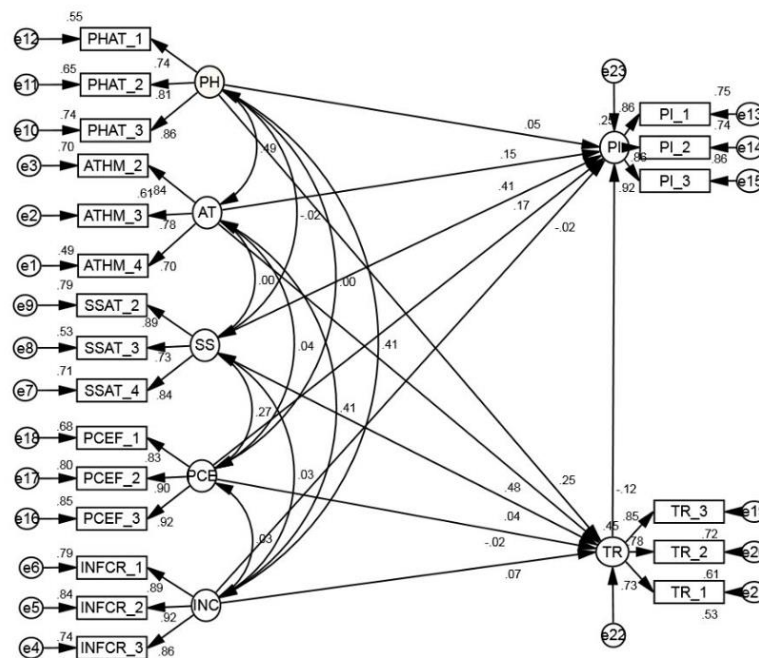 .55
e12 PHAT_1
.74
.65
e11 PHAT_2
.81
PH
.74
e10 PHAT_3
.86
.70
e3 ATHM_2
.84
.61
e2 ATHM_3
.78
AT
.49
e1 ATHM_4
.70
.79
e9 SSAT_2
.89
.53
e8 SSAT_3
.73
SS
.71
e7 SSAT_4
.84
.68
e18 PCEF_1
.83
.80
e17 PCEF_2
.90
PCE
.85
e16 PCEF_3
.92
.79
e6 INFCR_1
.89
.84
e5 INFCR_2
.92
INC
.74
e4 INFCR_3
.86
.49
-.02
.00
.00
.04
.41
.41
.27
.03
.03
.05
.15
.41
.17
-.02
.25
.48
.04
-.02
.07
-.12
e23
PI
.86
PI_1
.75
e13
.86
PI_2
.74
e14
.92
PI_3
.86
e15
.45
TR
.85
TR_3
.72
.78
TR_2
.61
.73
TR_1
.53
e22